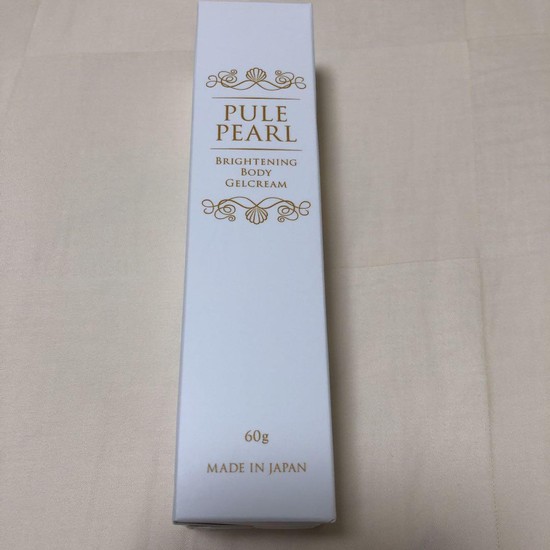 PULE
PEARL
BRIGHTENING
BODY
GELCREAM
60g
MADE IN JAPAN